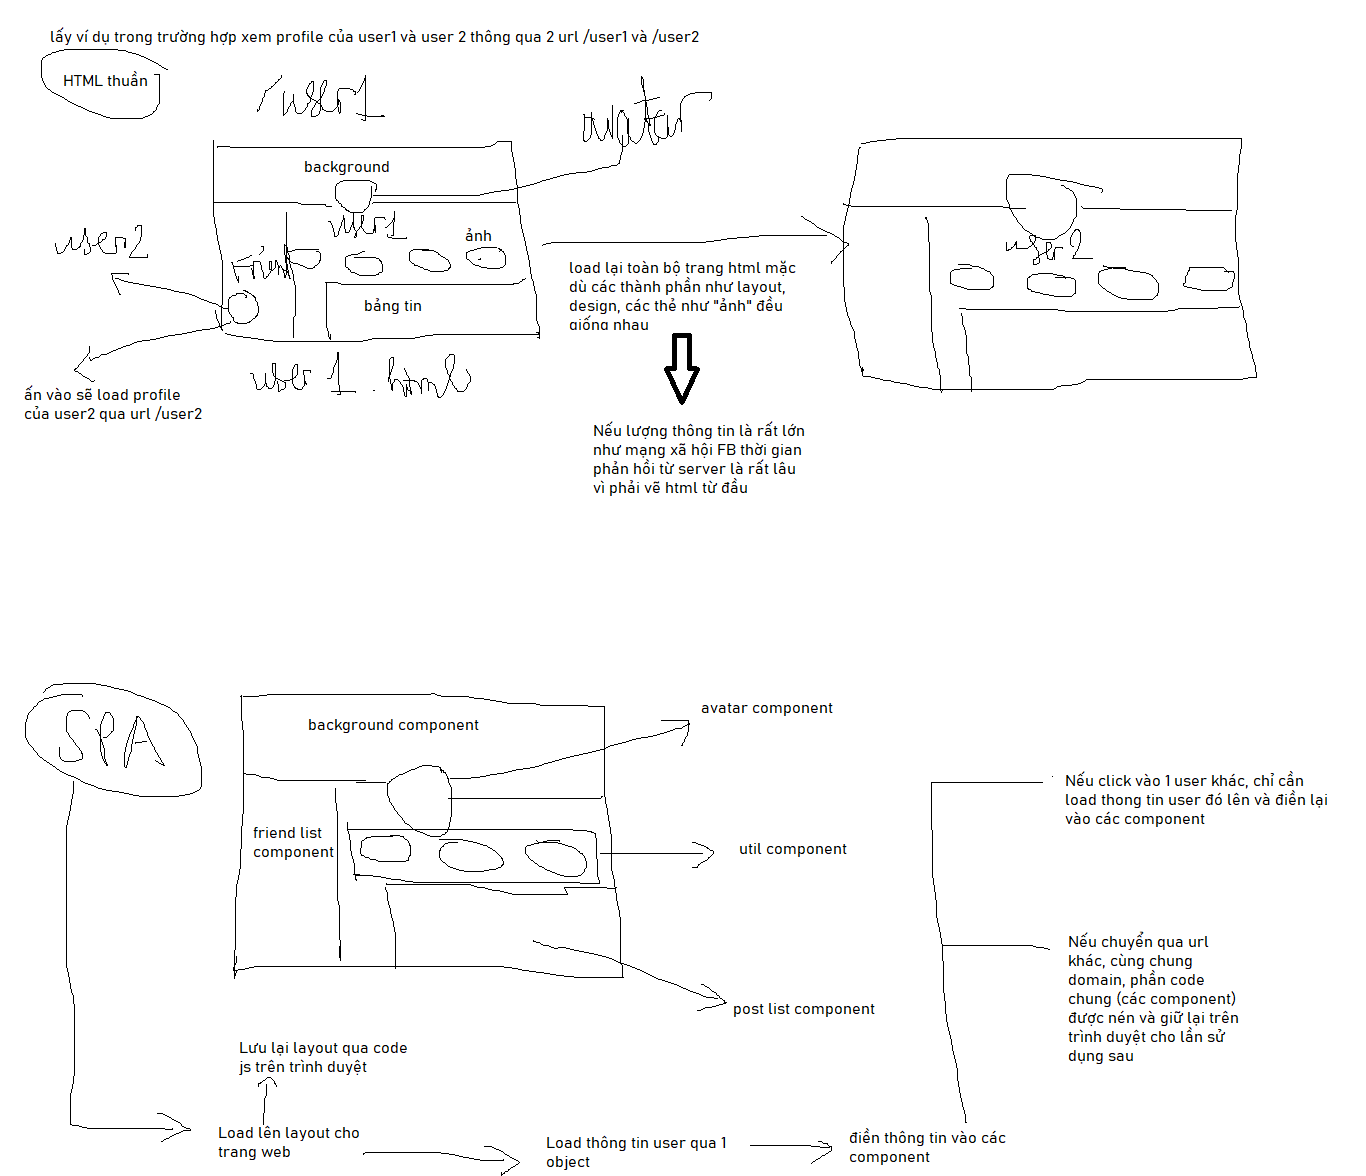 lấy ví dụ trong trường hợp xem profile của user1 và user 2 thông qua 2 url /user1 và /user2
HTML thuần
/user1
avatar
background
user1
ảnh
user2
Friend
bảng tin
user1.html
ấn vào sẽ load profile
của user2 qua url /user2
load lại toàn bộ trang html mặc
dù các thành phần như layout,
design, các thẻ như "ảnh" đều
giống nhau
user2
Nếu lượng thông tin là rất lớn
như mạng xã hội FB thời gian
phản hồi từ server là rất lâu
vì phải vẽ html từ đầu
SPA
background component
avatar component
friend list
component
util component
post list component
Nếu click vào 1 user khác, chỉ cần
load thong tin user đó lên và điền lại
vào các component
Nếu chuyển qua url
khác, cùng chung
domain, phần code
chung (các component)
được nén và giữ lại trên
trình duyệt cho lần sử
dụng sau
Lưu lại layout qua code
js trên trình duyệt
Load lên layout cho
trang web
Load thông tin user qua 1
object
điền thông tin vào các
component